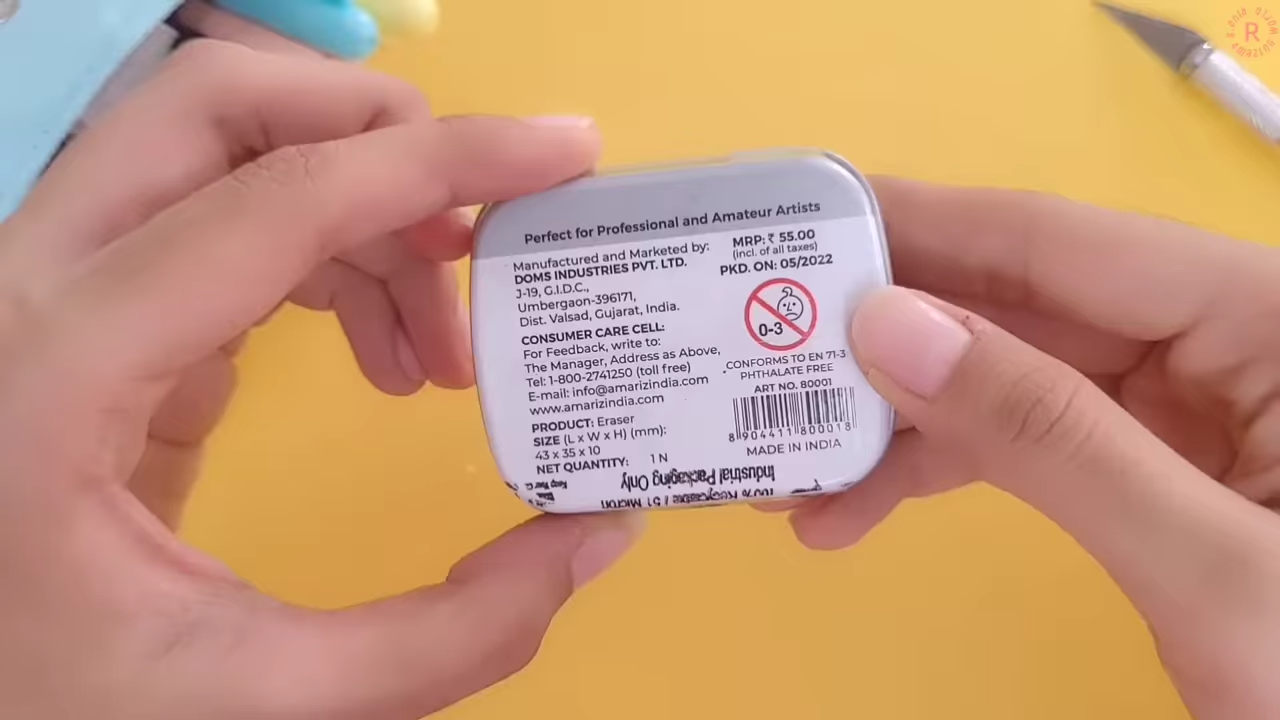 Perfect for Professional and Amateur Artists
Manufactured and Marketed by:
DOMS INDUSTRIES PVT. LTD.
J-19, G.I.D.C.,
Umbergaon-396171,
Dist. Valsad, Gujarat, India.
CONSUMER CARE CELL:
For Feedback, write to:
The Manager, Address as Above,
Tel: 1-800-2741250 (toll free)
E-mail: info@amarizindia.com
www.amarizindia.com
PRODUCT: Eraser
SIZE (L x W x H) (mm):
43 x 35 x 10
NET QUANTITY: 1 N
MRP: ₹ 55.00
(incl. of all taxes)
PKD. ON: 05/2022
0-3
CONFORMS TO EN 71-3
PHTHALATE FREE
ART NO. 80001
8 904411 800018
MADE IN INDIA
Industrial Packaging Only
100% Recyclable / 51 Micron
R